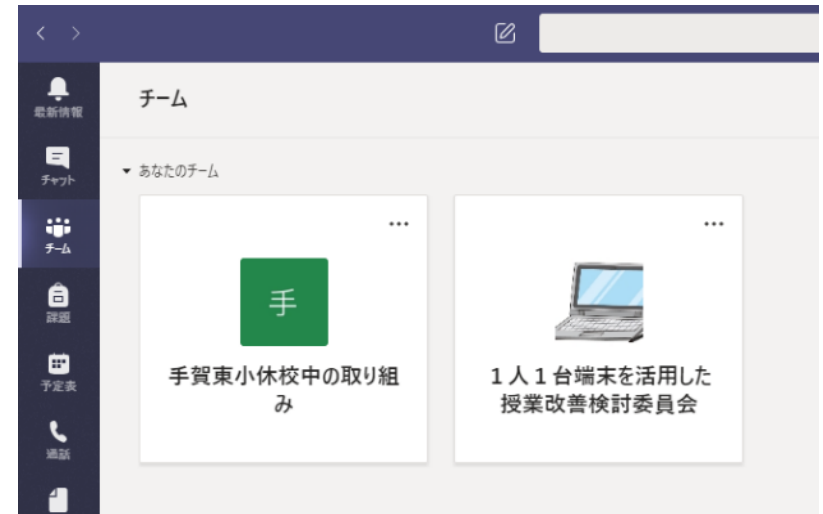 最新情報
チーム
チャット
あなたのチーム
チーム
手
課題
手賀東小休校中の取り組
み
1人1台端末を活用した
授業改善検討委員会
予定表
通話